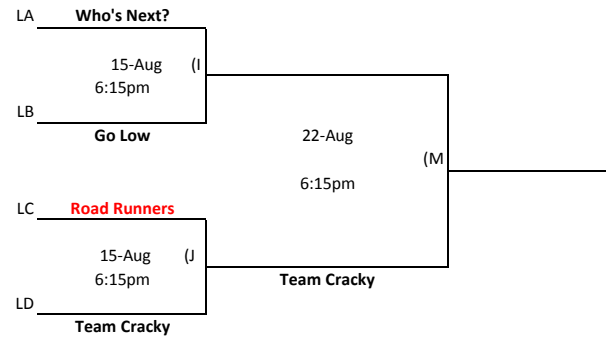 LA Who's Next?
15-Aug (I
6:15pm
LB
Go Low
22-Aug
(M
6:15pm
LC Road Runners
15-Aug (J
6:15pm
Team Cracky
LD
Team Cracky